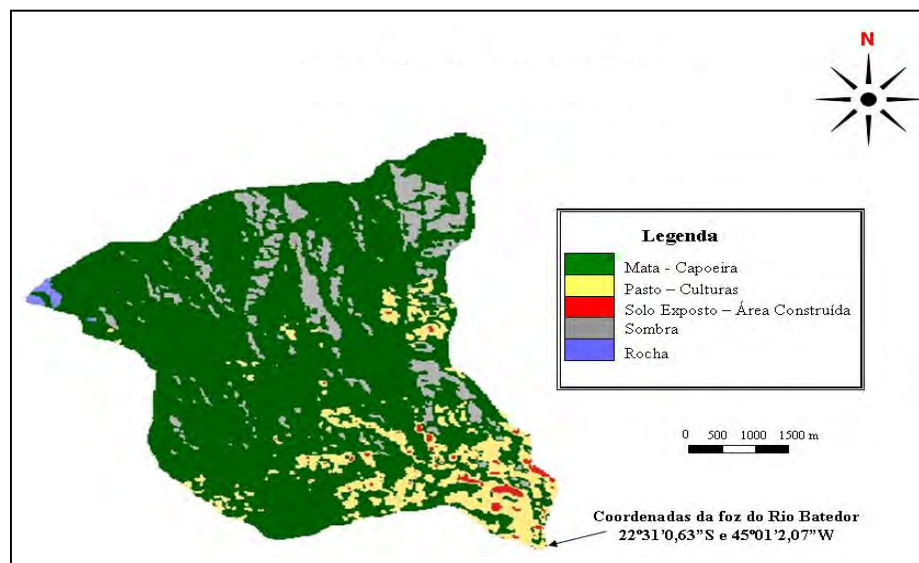 N
Legenda
Mata - Capoeira
Pasto – Culturas
Solo Exposto – Área Construída
Sombra
Rocha
0 500 1000 1500 m
Coordenadas da foz do Rio Batedor
22º31'0,63"S e 45º01'2,07"W